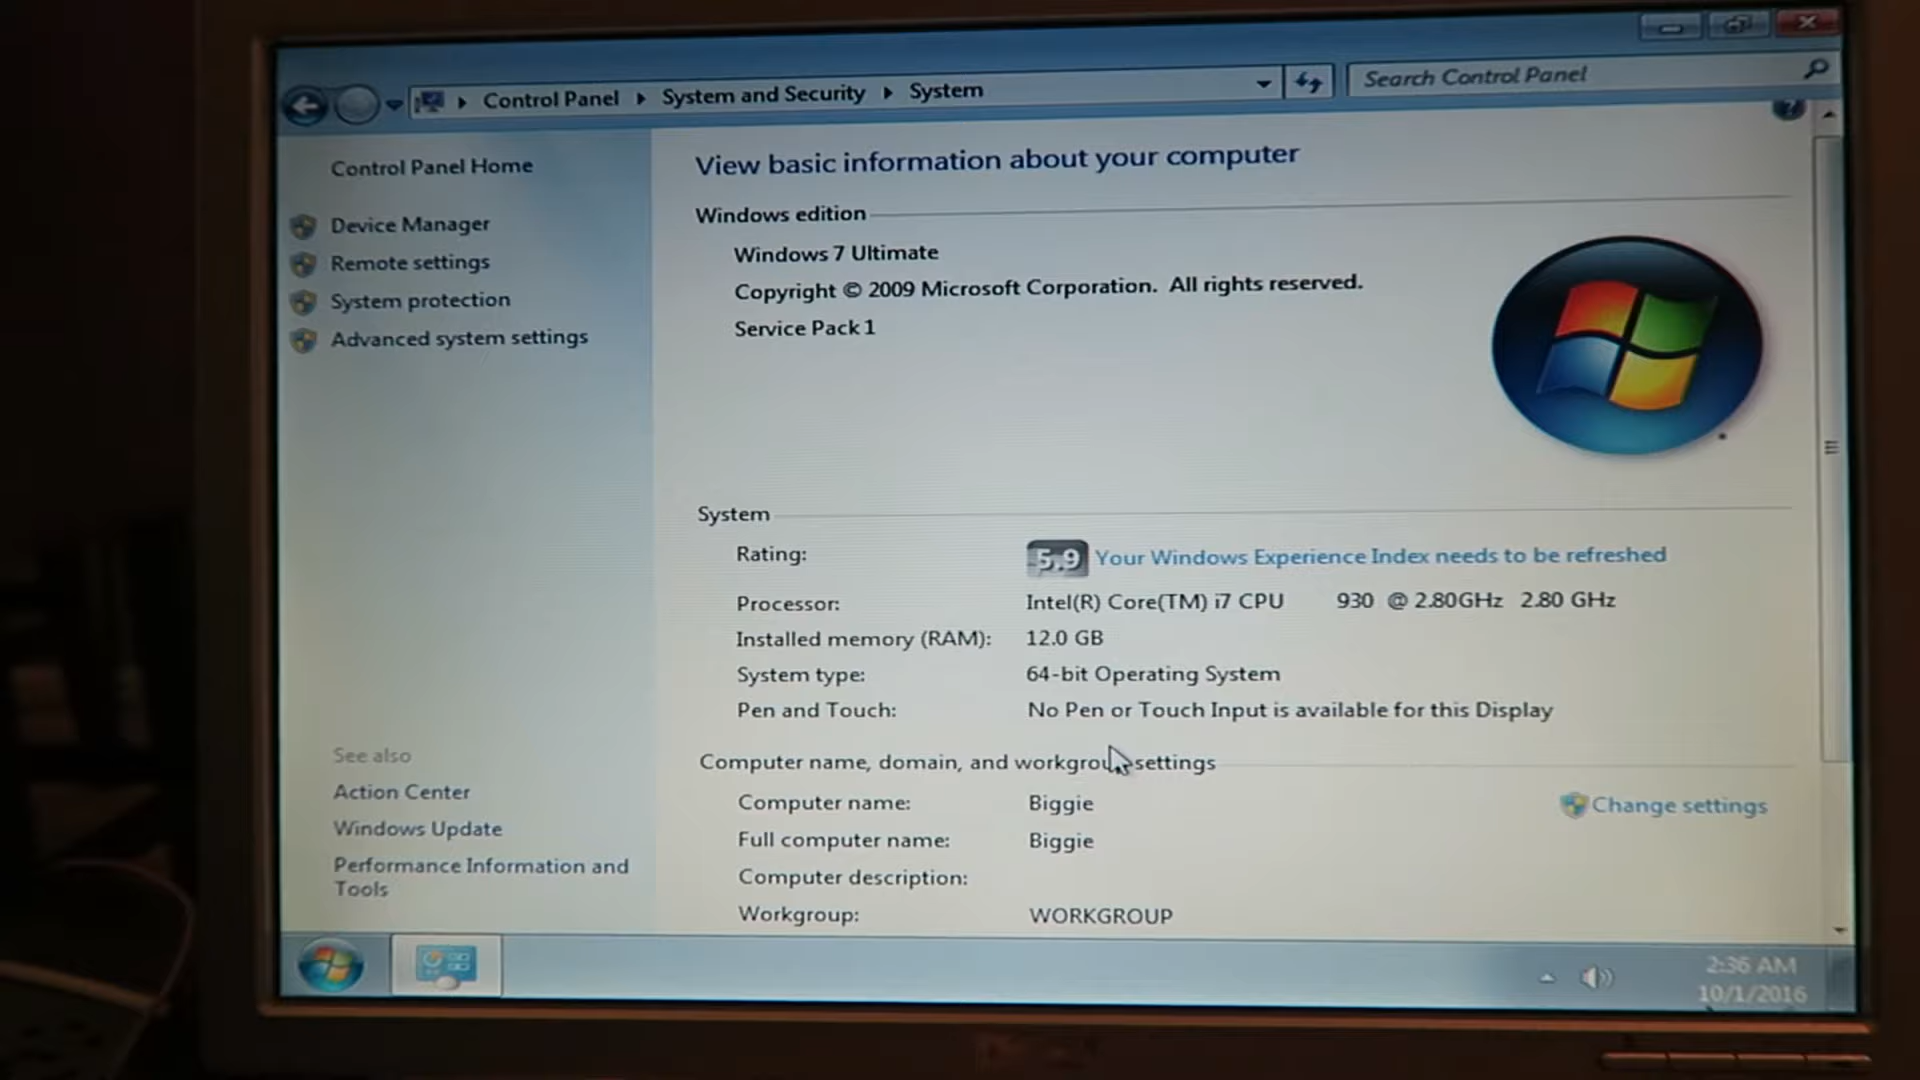 Control Panel System and Security System
Search Control Panel
Control Panel Home
Device Manager
Remote settings
System protection
Advanced system settings
See also
Action Center
Windows Update
Performance Information and
Tools
View basic information about your computer
Windows edition
Windows 7 Ultimate
Copyright © 2009 Microsoft Corporation. All rights reserved.
Service Pack 1
System
Rating: 5.9 Your Windows Experience Index needs to be refreshed
Processor: Intel(R) Core(TM) i7 CPU 930 @ 2.80GHz 2.80 GHz
Installed memory (RAM): 12.0 GB
System type: 64-bit Operating System
Pen and Touch: No Pen or Touch Input is available for this Display
Computer name, domain, and workgroup settings
Computer name: Biggie
Change settings
Full computer name: Biggie
Computer description:
Workgroup: WORKGROUP
2:36 AM
10/1/2016